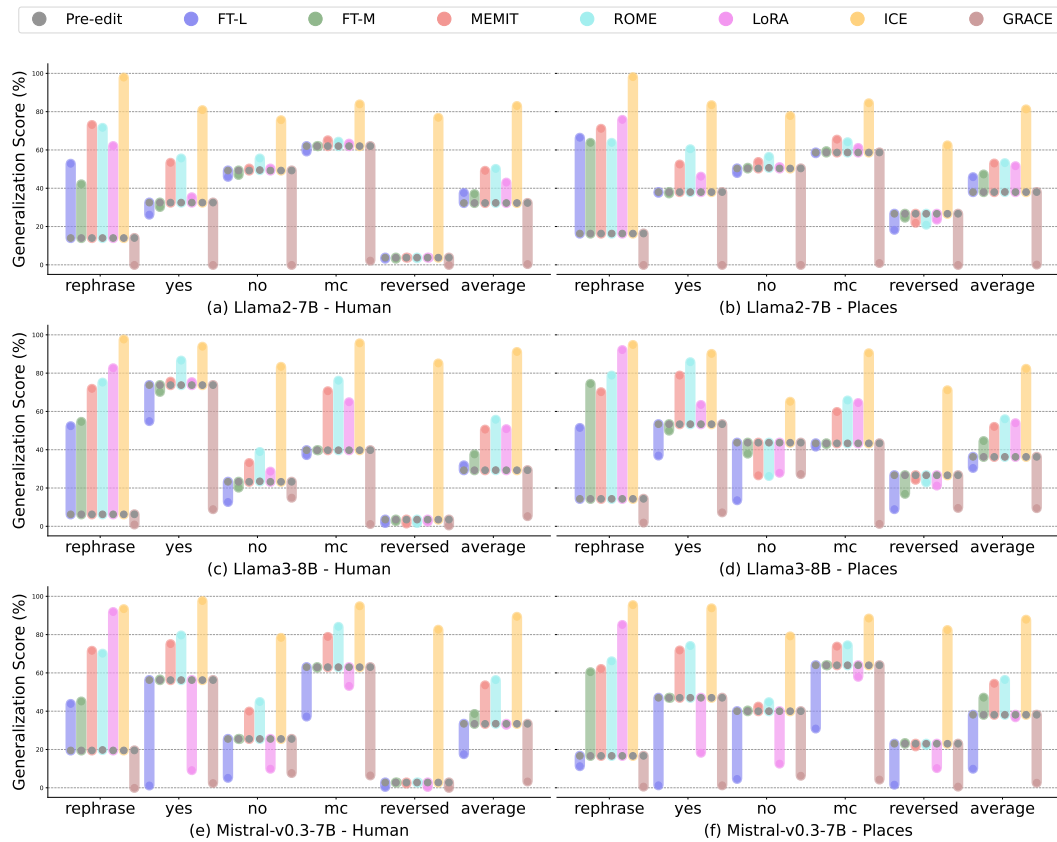 Pre-edit FT-L FT-M MEMIT ROME LoRA ICE GRACE
Generalization Score (%)
100
80
60
40
20
0
rephrase yes no mc reversed average
(a) Llama2-7B - Human
rephrase yes no mc reversed average
(b) Llama2-7B - Places
Generalization Score (%)
100
80
60
40
20
0
rephrase yes no mc reversed average
(c) Llama3-8B - Human
rephrase yes no mc reversed average
(d) Llama3-8B - Places
Generalization Score (%)
100
80
60
40
20
0
rephrase yes no mc reversed average
(e) Mistral-v0.3-7B - Human
rephrase yes no mc reversed average
(f) Mistral-v0.3-7B - Places